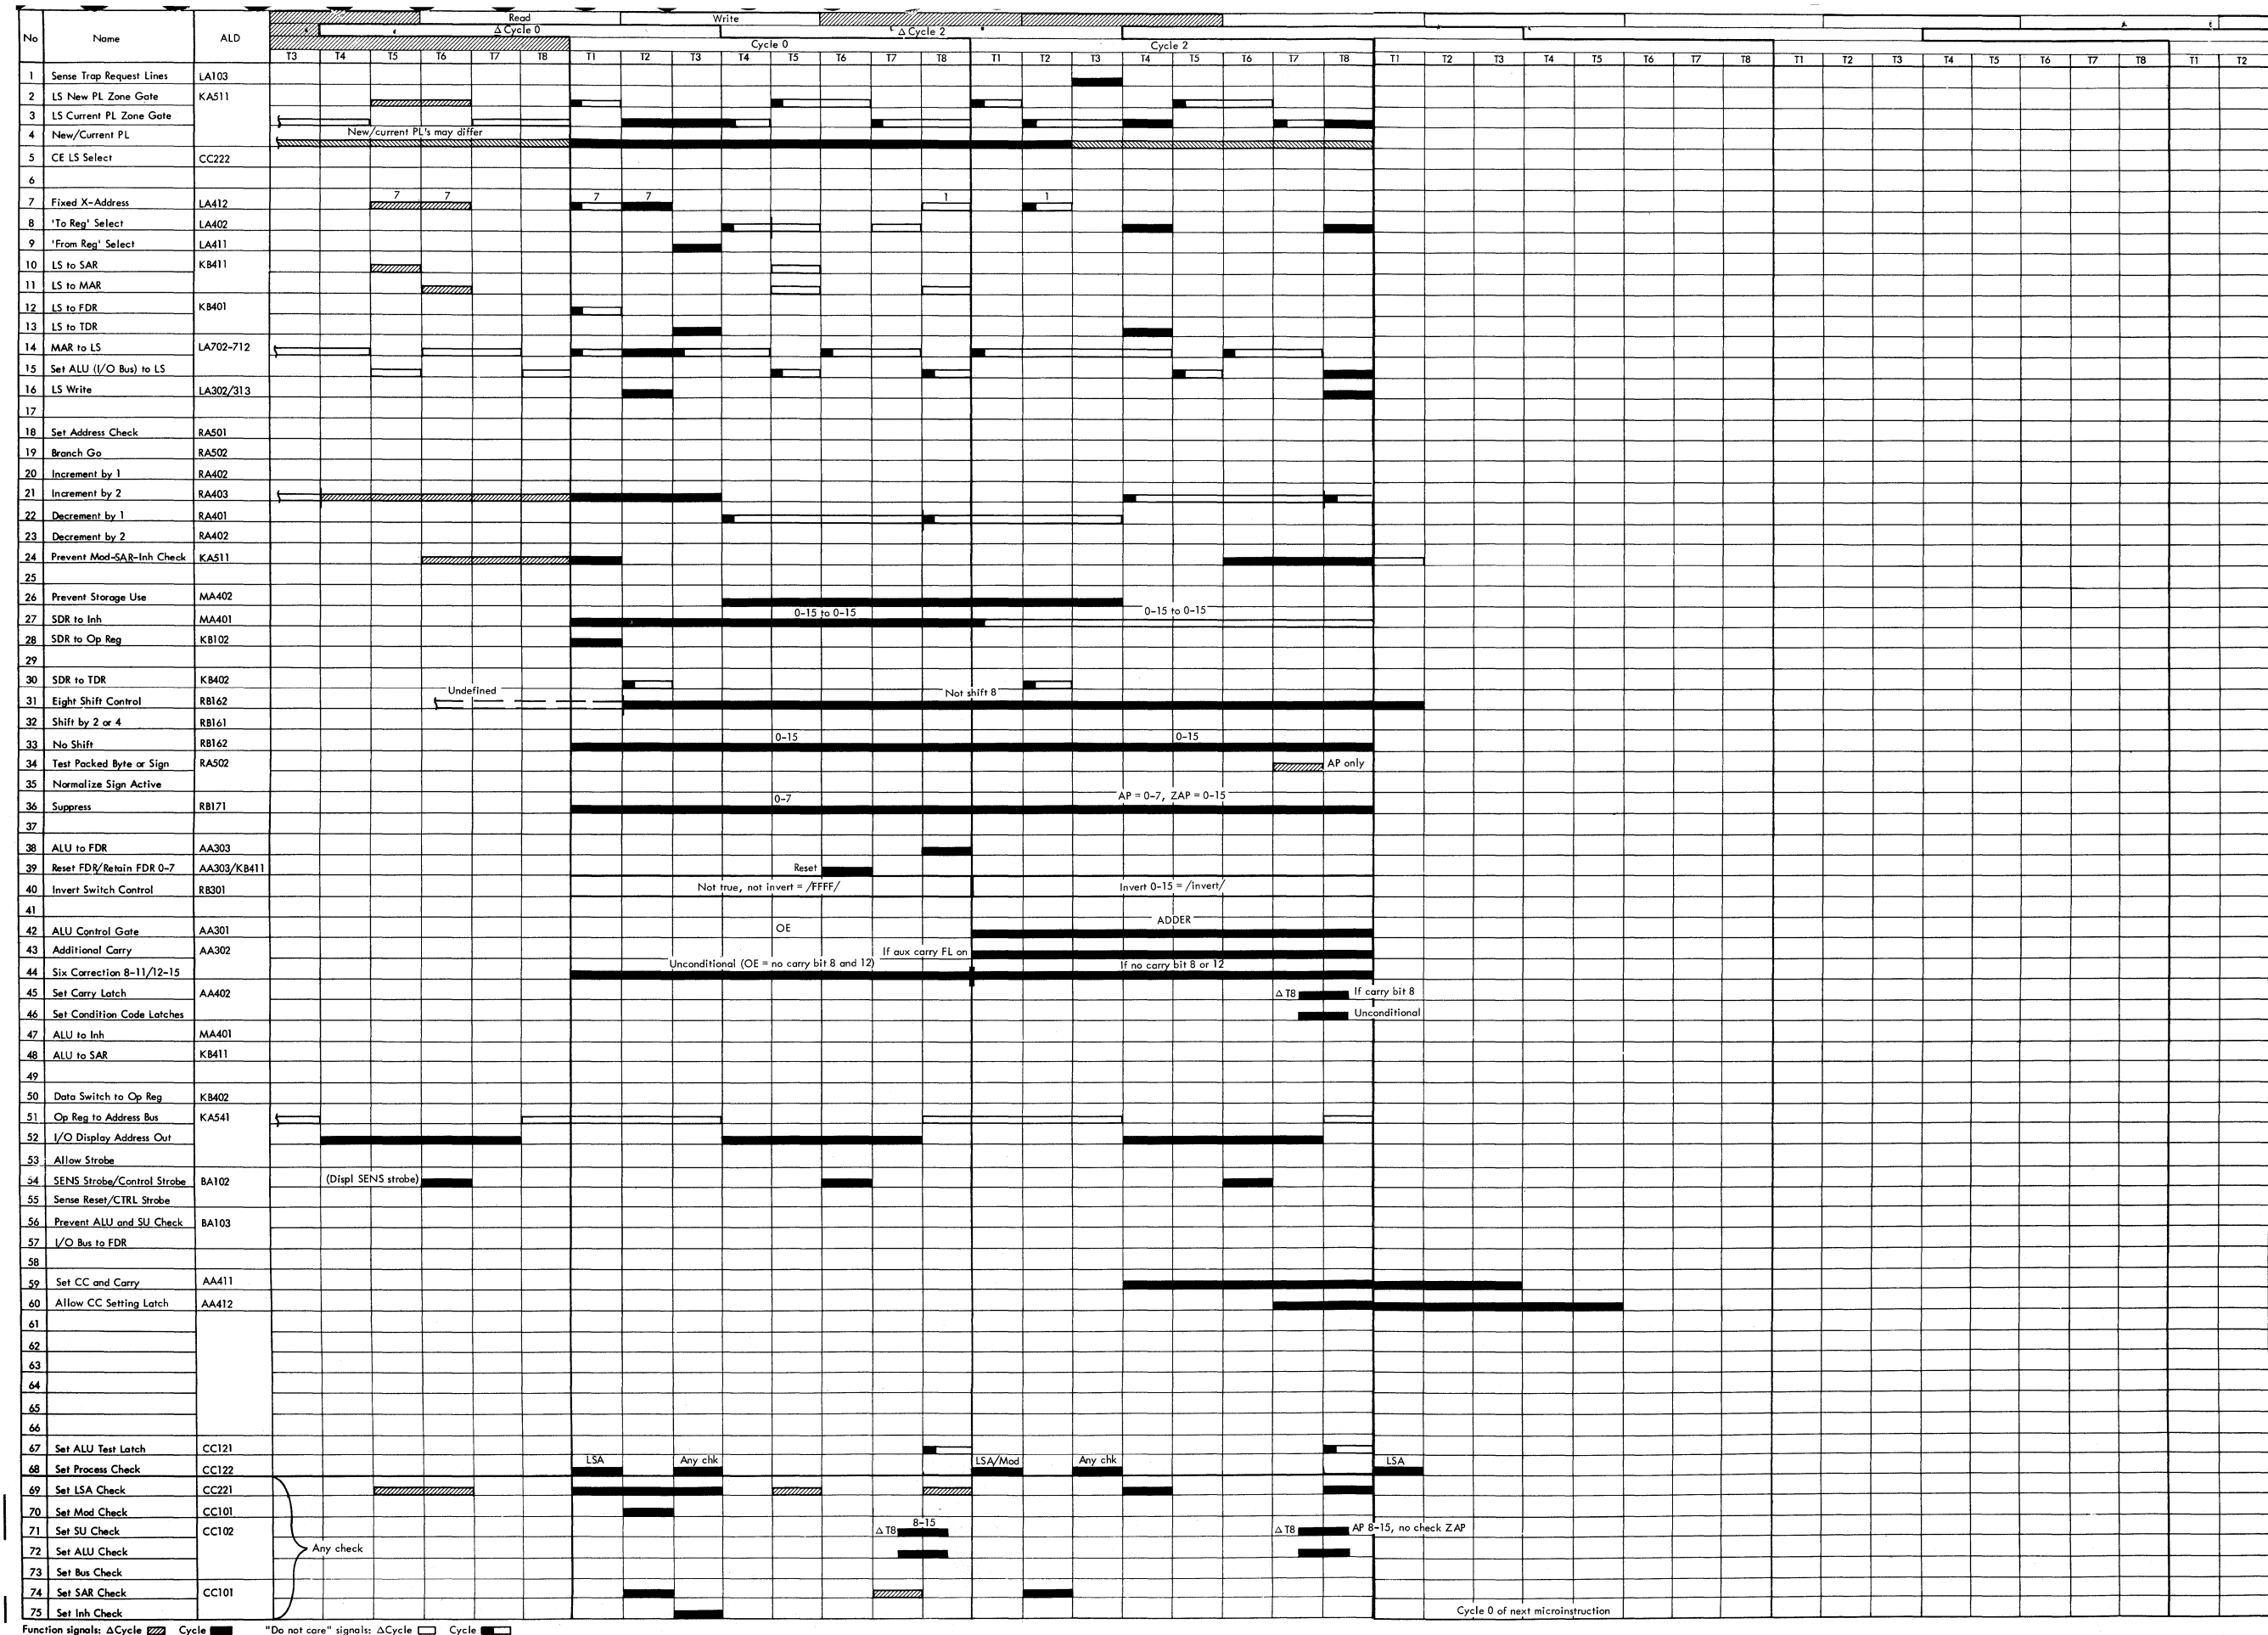 Read Write
Δ Cycle 0 Δ Cycle 2
No Name ALD
Cycle 0 Cycle 2
T3 T4 T5 T6 T7 T8 T1 T2 T3 T4 T5 T6 T7 T8 T1 T2 T3 T4 T5 T6 T7 T8 T1 T2 T3 T4 T5 T6 T7 T8 T1 T2 T3 T4 T5 T6 T7 T8 T1 T2
1 Sense Trap Request Lines LA103
2 LS New PL Zone Gate KA511
3 LS Current PL Zone Gate
4 New/Current PL New/current PL's may differ
5 CE LS Select CC222
6
7 7 7 7 1 1
7 Fixed X-Address LA412
8 'To Reg' Select LA402
9 'From Reg' Select LA411
10 LS to SAR KB411
11 LS to MAR
12 LS to FDR KB401
13 LS to TDR
14 MAR to LS LA702-712
15 Set ALU (I/O Bus) to LS
16 LS Write LA302/313
17
18 Set Address Check RA501
19 Branch Go RA502
20 Increment by 1 RA402
21 Increment by 2 RA403
22 Decrement by 1 RA401
23 Decrement by 2 RA402
24 Prevent Mod-SAR-Inh Check KA511
25
26 Prevent Storage Use MA402
0-15 to 0-15 0-15 to 0-15
27 SDR to Inh MA401
28 SDR to Op Reg KB102
29
30 SDR to TDR KB402
Undefined Not shift 8
31 Eight Shift Control RB162
32 Shift by 2 or 4 RB161
0-15 0-15
33 No Shift RB162
34 Test Packed Byte or Sign RA502 AP only
35 Normalize Sign Active
0-7 AP = 0-7, ZAP = 0-15
36 Suppress RB171
37
38 ALU to FDR AA303
39 Reset FDR/Retain FDR 0-7 AA303/KB411 Reset
40 Invert Switch Control RB301 Not true, not invert = /FFFF/ Invert 0-15 = /invert/
41
OE ADDER
42 ALU Control Gate AA301
43 Additional Carry AA302 If aux carry FL on
Unconditional (OE = no carry bit 8 and 12) If no carry bit 8 or 12
44 Six Correction 8-11/12-15
45 Set Carry Latch AA402 Δ T8 If carry bit 8
46 Set Condition Code Latches Unconditional
47 ALU to Inh MA401
48 ALU to SAR KB411
49
50 Data Switch to Op Reg KB402
51 Op Reg to Address Bus KA541
52 I/O Display Address Out
53 Allow Strobe
54 SENS Strobe/Control Strobe BA102 (Displ SENS strobe)
55 Sense Reset/CTRL Strobe
56 Prevent ALU and SU Check BA103
57 I/O Bus to FDR
58
59 Set CC and Carry AA411
60 Allow CC Setting Latch AA412
61
62
63
64
65
66
67 Set ALU Test Latch CC121
LSA Any chk LSA/Mod Any chk LSA
68 Set Process Check CC122
69 Set LSA Check CC221
70 Set Mod Check CC101
8-15
71 Set SU Check CC102 Δ T8 Δ T8 AP 8-15, no check ZAP
72 Set ALU Check Any check
73 Set Bus Check
74 Set SAR Check CC101
75 Set Inh Check Cycle 0 of next microinstruction
Function signals: ΔCycle Cycle "Do not care" signals: ΔCycle Cycle